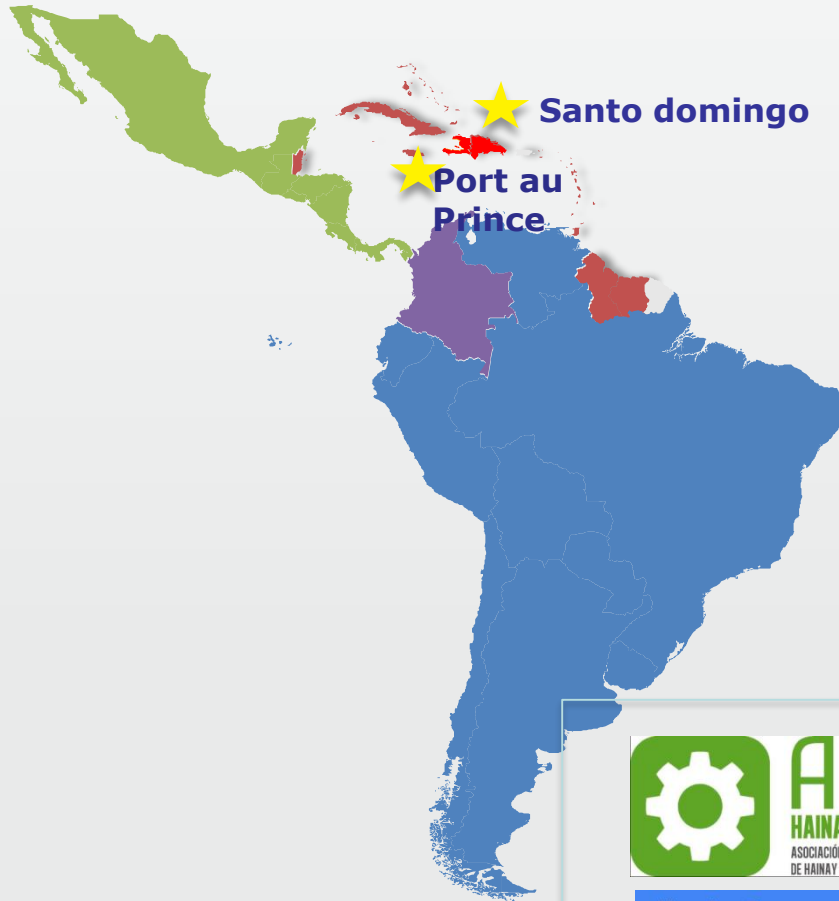 Santo domingo
Port au
Prince
A
HAINA
ASOCIACIÓN
DE HAINA Y